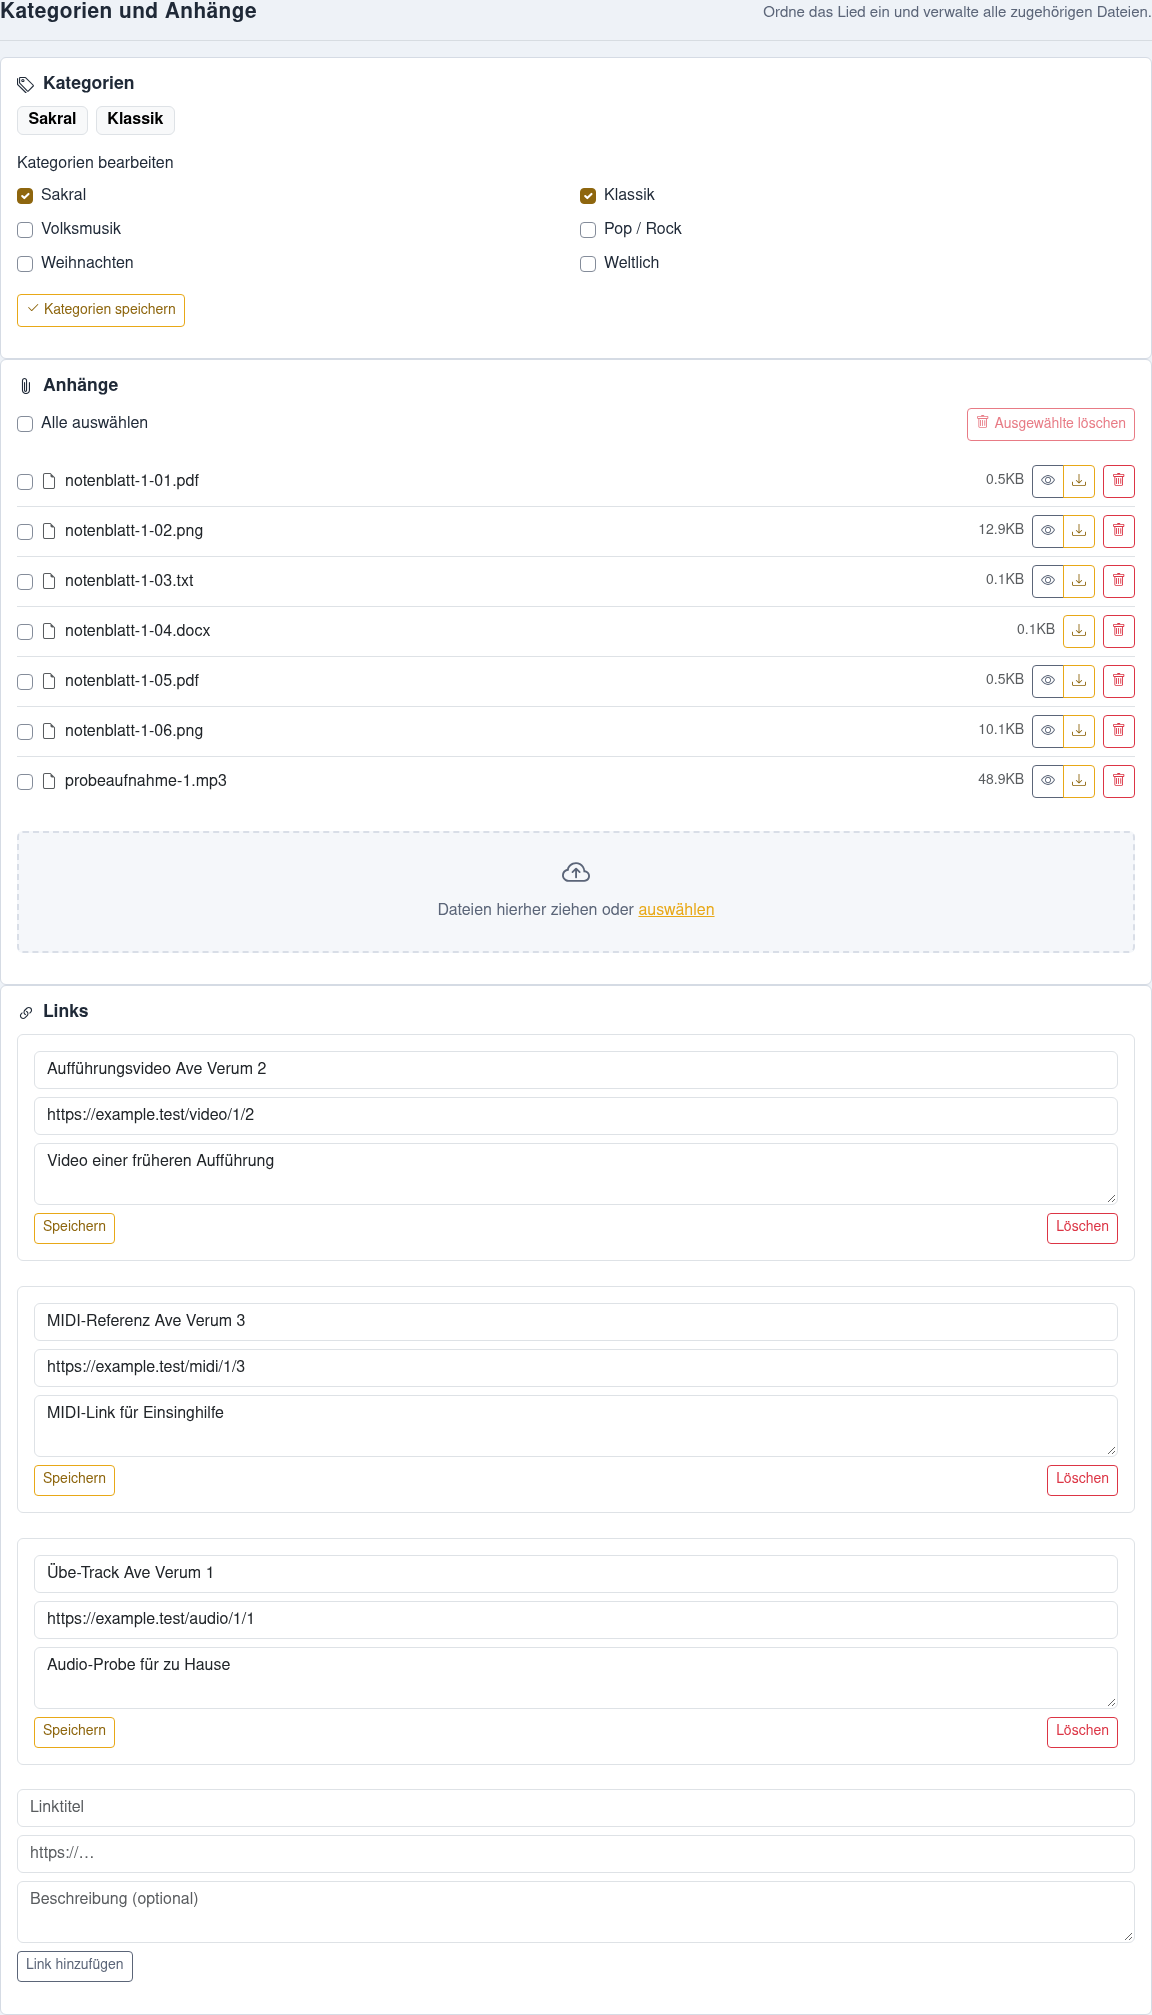 Kategorien und Anhänge
Ordne das Lied ein und verwalte alle zugehörigen Dateien.
Kategorien
Sakral Klassik
Kategorien bearbeiten
Sakral Klassik
Volksmusik Pop / Rock
Weihnachten Weltlich
Kategorien speichern
Anhänge
Alle auswählen Ausgewählte löschen
notenblatt-1-01.pdf 0.5KB
notenblatt-1-02.png 12.9KB
notenblatt-1-03.txt 0.1KB
notenblatt-1-04.docx 0.1KB
notenblatt-1-05.pdf 0.5KB
notenblatt-1-06.png 10.1KB
probeaufnahme-1.mp3 48.9KB
Dateien hierher ziehen oder auswählen
Links
Aufführungsvideo Ave Verum 2
https://example.test/video/1/2
Video einer früheren Aufführung
Speichern Löschen
MIDI-Referenz Ave Verum 3
https://example.test/midi/1/3
MIDI-Link für Einsinghilfe
Speichern Löschen
Übe-Track Ave Verum 1
https://example.test/audio/1/1
Audio-Probe für zu Hause
Speichern Löschen
Linktitel
https://…
Beschreibung (optional)
Link hinzufügen